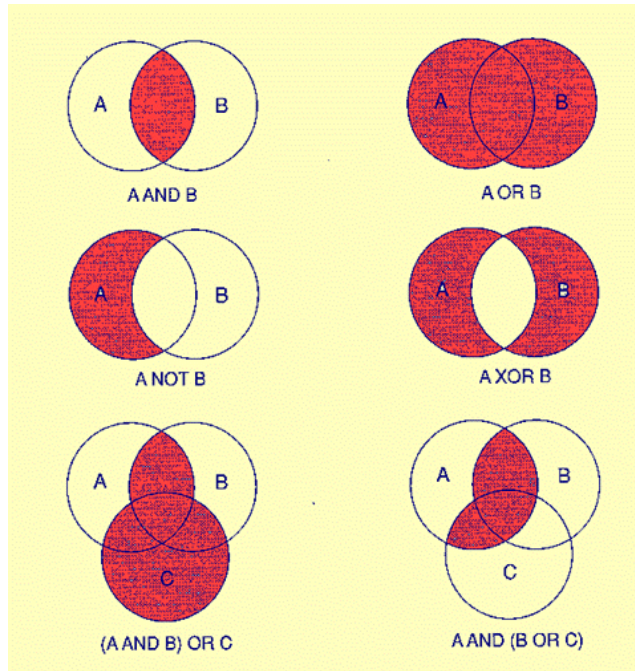 A B
A B
A AND B
A OR B
A B
A B
A NOT B
A XOR B
A B
A B
C
C
(A AND B) OR C
A AND (B OR C)